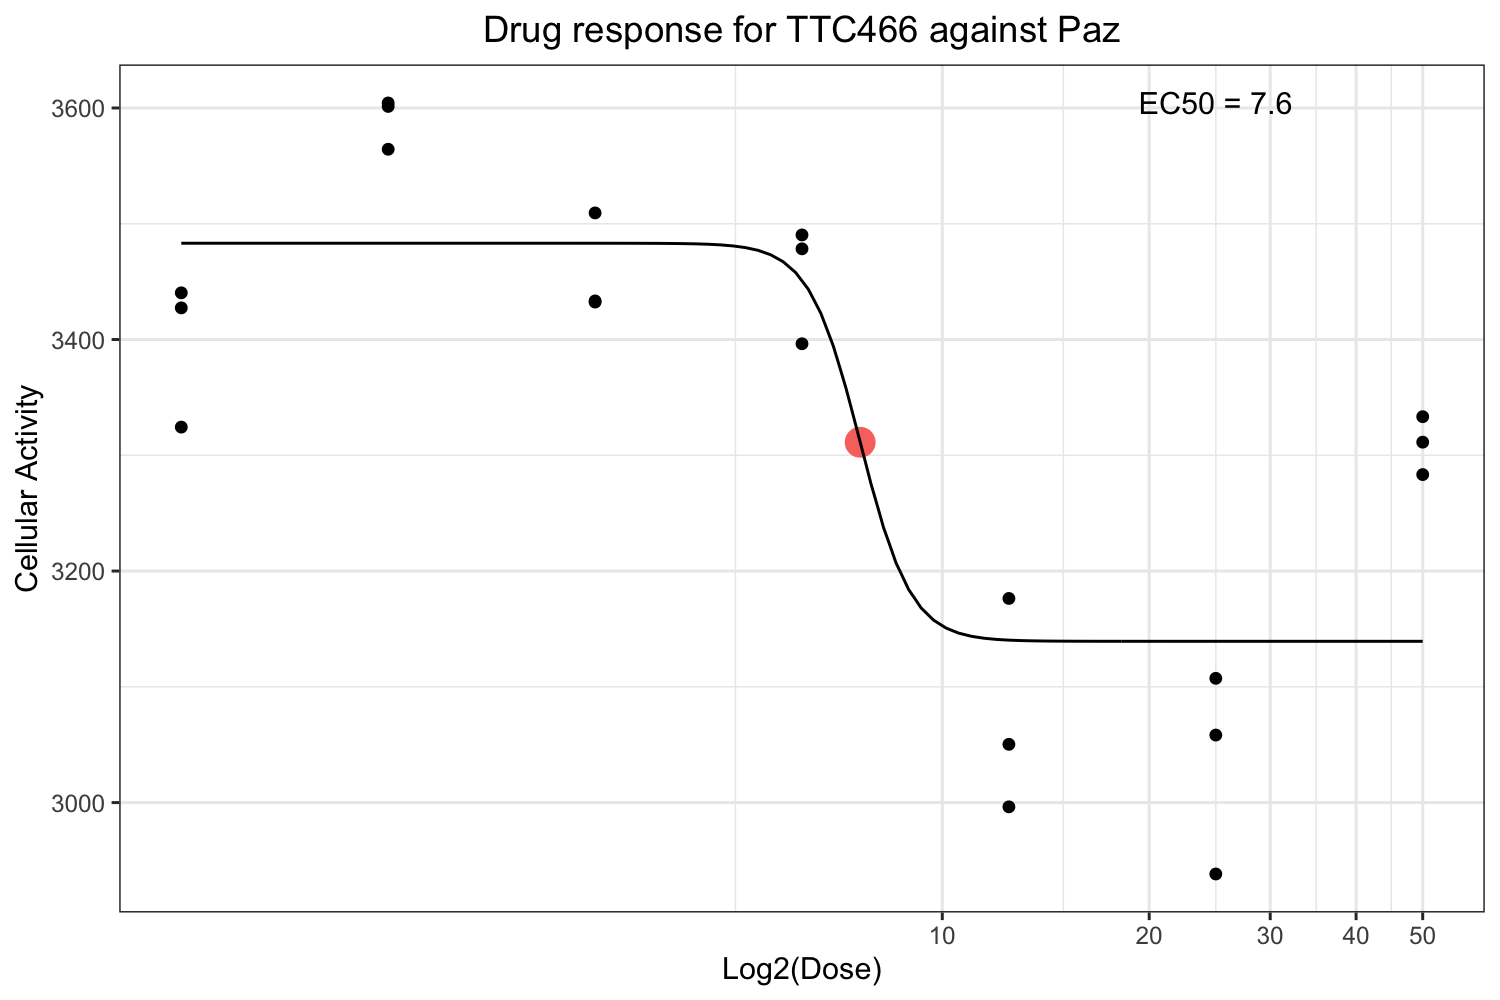 Drug response for TTC466 against Paz
EC50 = 7.6
Cellular Activity
3600
3400
3200
3000
10 20 30 40 50
Log2(Dose)